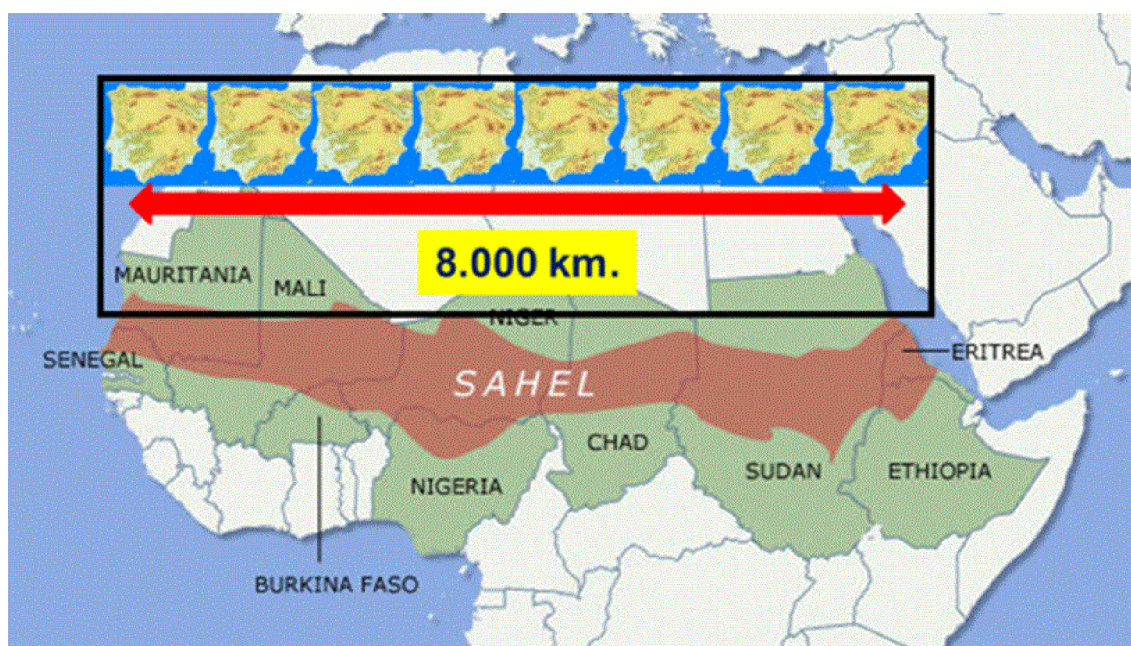 8.000 km.
MAURITANIA
MALI
NIGER
SENEGAL
ERITREA
SAHEL
CHAD
NIGERIA
SUDAN
ETHIOPIA
BURKINA FASO